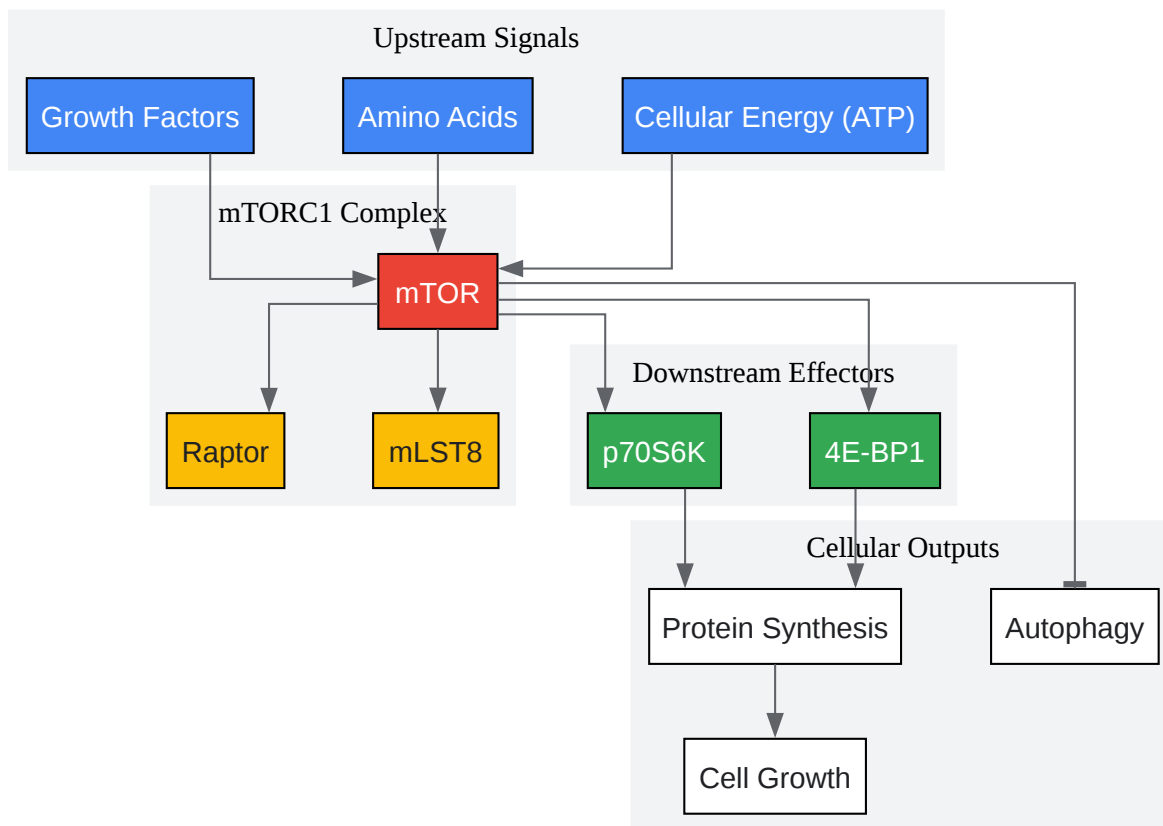 Upstream Signals
Growth Factors
Amino Acids
Cellular Energy (ATP)
mTORC1 Complex
mTOR
Downstream Effectors
Raptor
mLST8
p70S6K
4E-BP1
Cellular Outputs
Protein Synthesis
Autophagy
Cell Growth